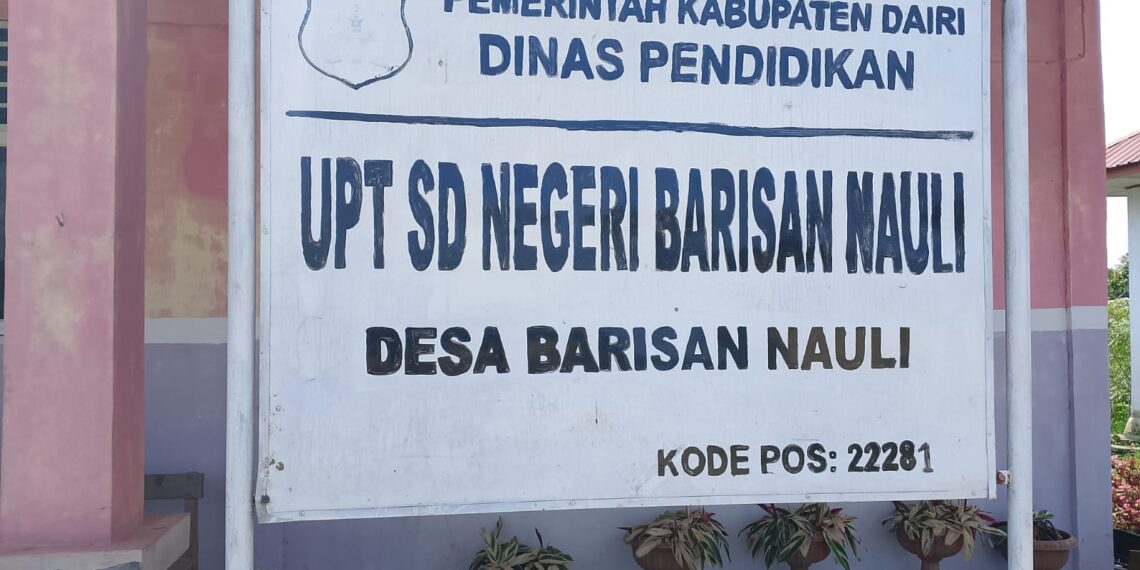 PEMERINTAH KABUPATEN DAIRI
DINAS PENDIDIKAN
UPT SD NEGERI BARISAN NAULI
DESA BARISAN NAULI
KODE POS: 22281